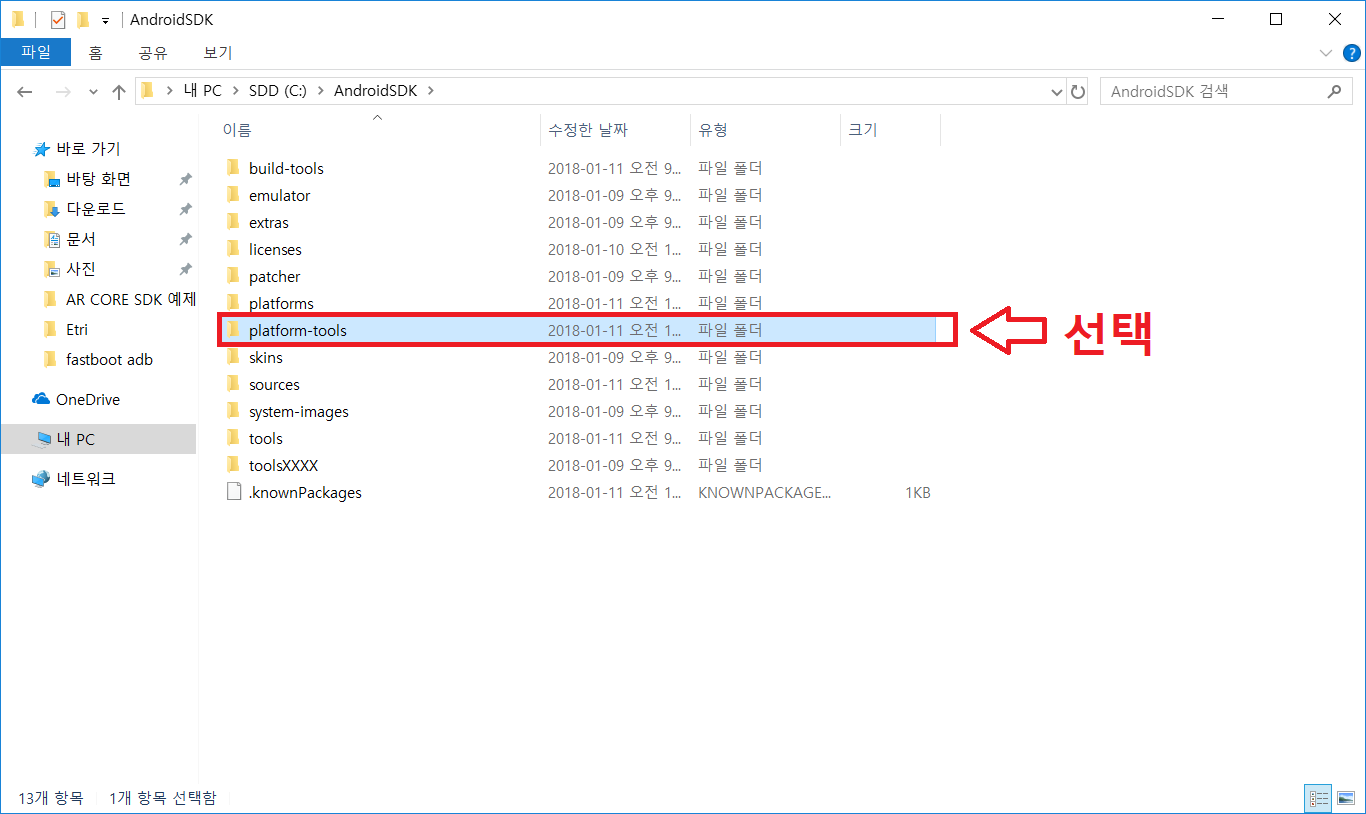 AndroidSDK
파일 홈 공유 보기
내 PC > SDD (C:) > AndroidSDK > AndroidSDK 검색
이름 수정한 날짜 유형 크기
바로 가기
바탕 화면
다운로드
문서
사진
AR CORE SDK 예제
Etri
fastboot adb
OneDrive
내 PC
네트워크
build-tools 2018-01-11 오전 9... 파일 폴더
emulator 2018-01-09 오후 9... 파일 폴더
extras 2018-01-09 오후 9... 파일 폴더
licenses 2018-01-10 오전 1... 파일 폴더
patcher 2018-01-09 오후 9... 파일 폴더
platforms 2018-01-11 오전 1... 파일 폴더
platform-tools 2018-01-11 오전 1... 파일 폴더 선택
skins 2018-01-09 오후 9... 파일 폴더
sources 2018-01-11 오전 1... 파일 폴더
system-images 2018-01-09 오후 9... 파일 폴더
tools 2018-01-11 오전 9... 파일 폴더
toolsXXXX 2018-01-09 오후 9... 파일 폴더
.knownPackages 2018-01-11 오전 1... KNOWNPACKAGE... 1KB
13개 항목 1개 항목 선택함